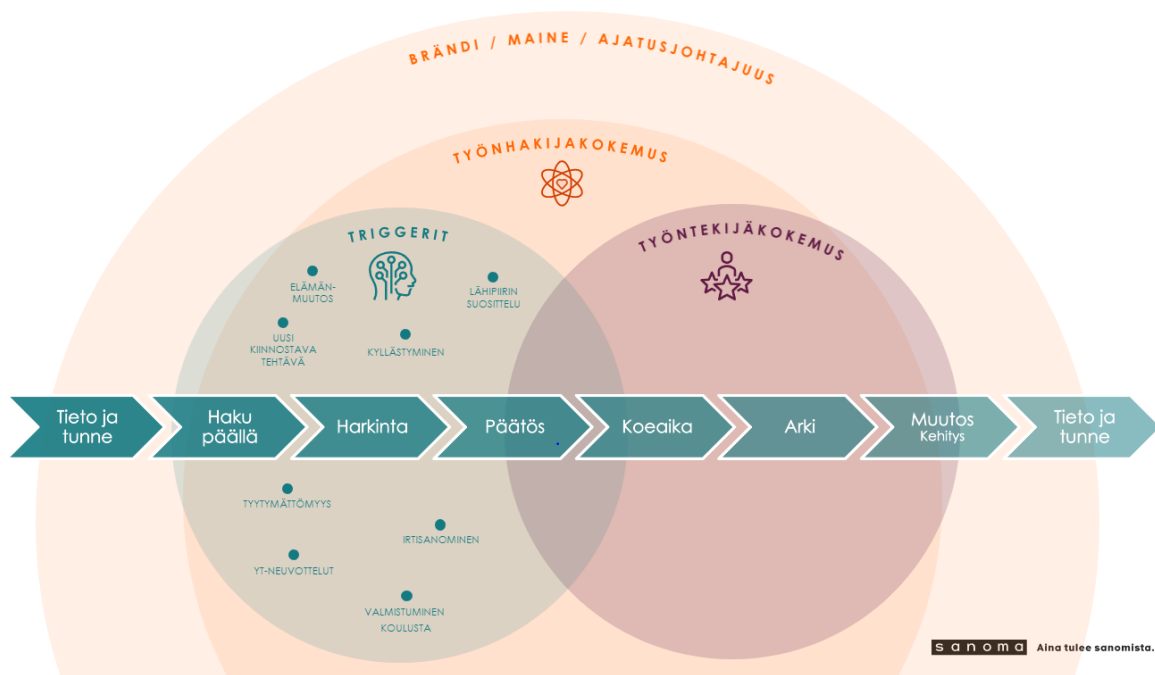 BRÄNDI / MAINE / AJATUSJOHTAJUUS
TYÖNHAKIJAKOKEMUS
TRIGGERIT
TYÖNTEKIJÄKOKEMUS
ELÄMÄN-
MUUTOS
LÄHIPIIRIN
SUOSITTELU
UUSI
KIINNOSTAVA
TEHTÄVÄ
KYLLÄSTYMINEN
Tieto ja
tunne
Haku
päällä
Harkinta
Päätös
Koeaika
Arki
Muutos
Kehitys
Tieto ja
tunne
TYYTYMÄTTÖMYYS
IRTISANOMINEN
YT-NEUVOTTELUT
VALMISTUMINEN
KOULUSTA
sanoma Aina tulee sanomista.